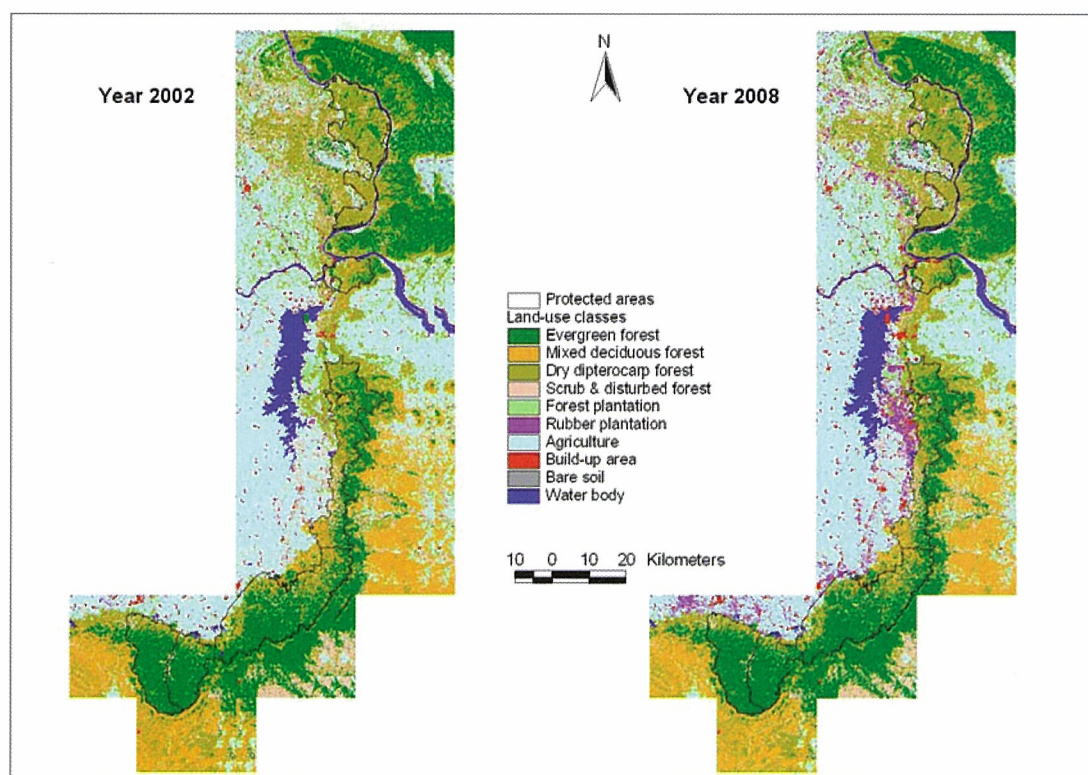 N
Year 2002
Year 2008
Protected areas
Land-use classes
Evergreen forest
Mixed deciduous forest
Dry dipterocarp forest
Scrub & disturbed forest
Forest plantation
Rubber plantation
Agriculture
Build-up area
Bare soil
Water body
10 0 10 20 Kilometers